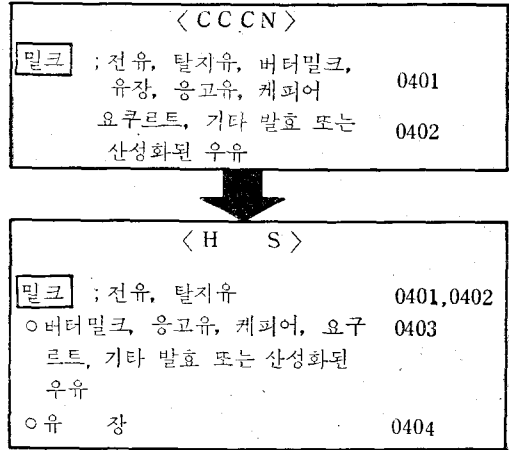 〈CCCN〉
밀크 ; 전유, 탈지유, 버터밀크,
유장, 응고유, 케피어 0401
요쿠르트, 기타 발효 또는 0402
산성화된 우유
〈H S〉
밀크 ; 전유, 탈지유 0401,0402
○버터밀크, 응고유, 케피어, 요구 0403
르트, 기타 발효 또는 산성화된
우유
○유 장 0404